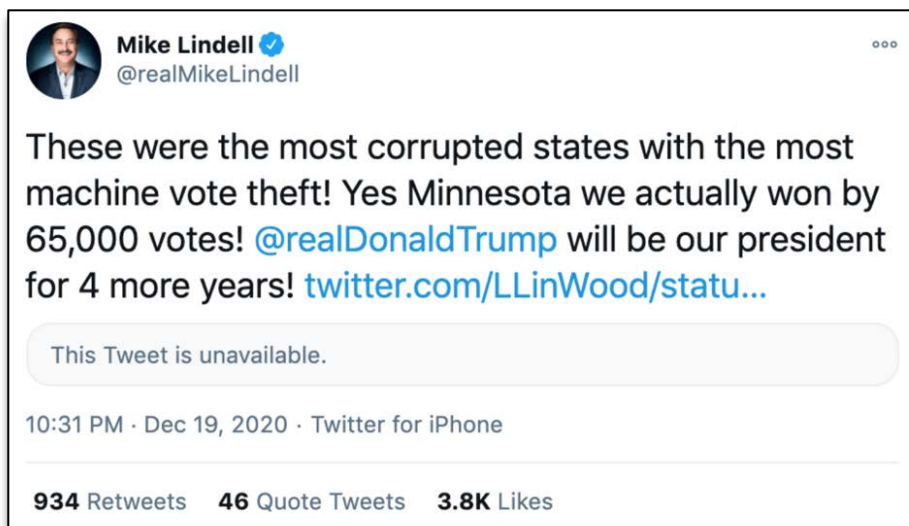 Mike Lindell
@realMikeLindell
These were the most corrupted states with the most
machine vote theft! Yes Minnesota we actually won by
65,000 votes! @realDonaldTrump will be our president
for 4 more years! twitter.com/LLinWood/statu...
This Tweet is unavailable.
10:31 PM · Dec 19, 2020 · Twitter for iPhone
934 Retweets 46 Quote Tweets 3.8K Likes